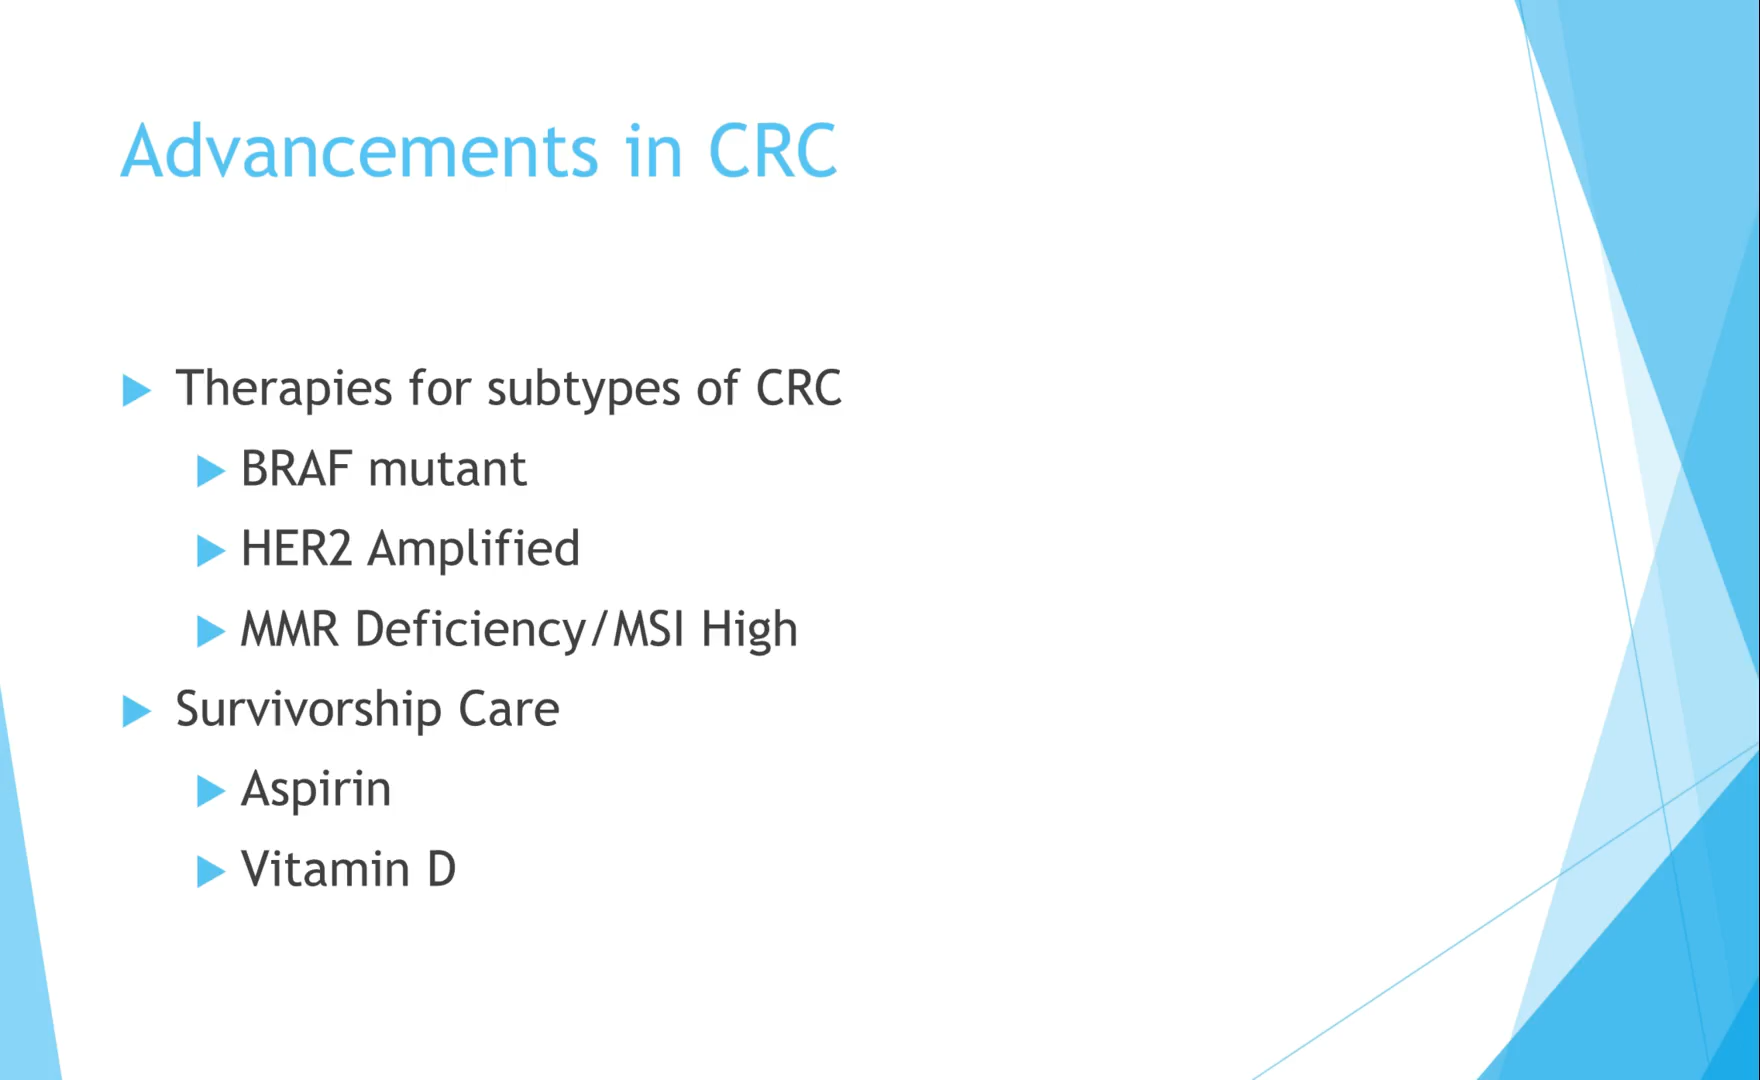 Advancements in CRC
Therapies for subtypes of CRC
BRAF mutant
HER2 Amplified
MMR Deficiency/MSI High
Survivorship Care
Aspirin
Vitamin D